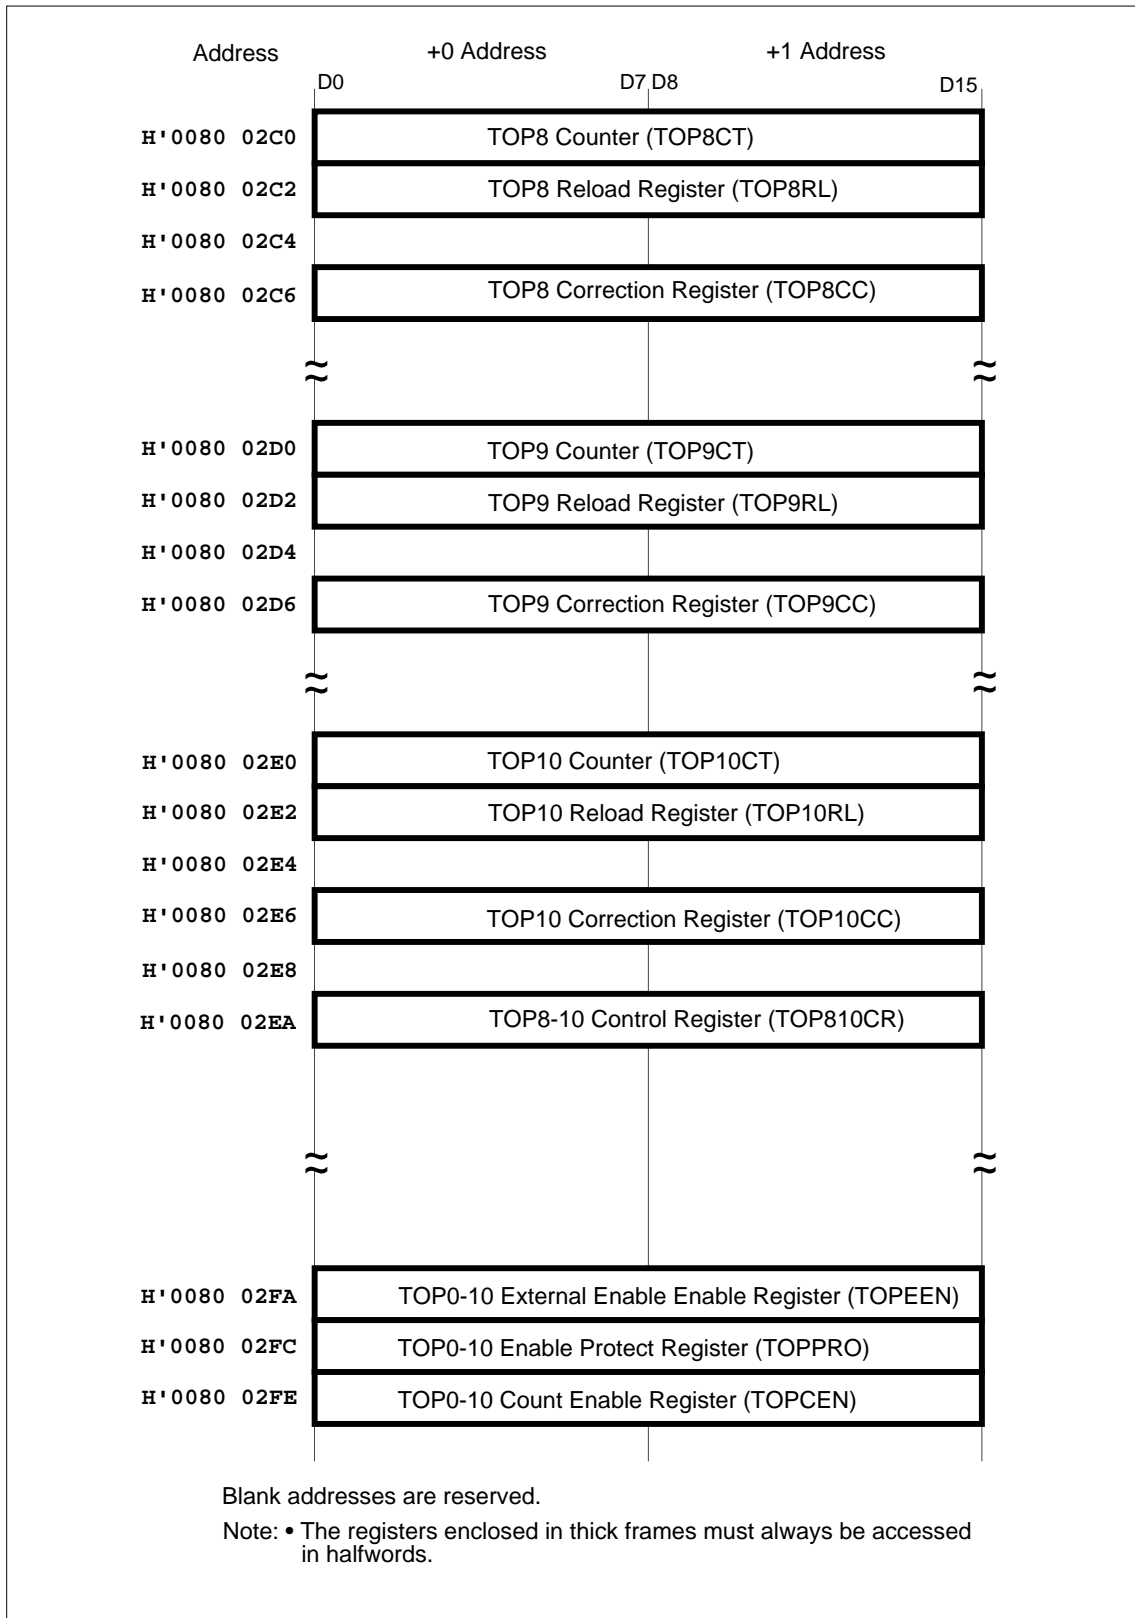 Address +0 Address +1 Address
D0 D7 D8 D15
H'0080 02C0 TOP8 Counter (TOP8CT)
H'0080 02C2 TOP8 Reload Register (TOP8RL)
H'0080 02C4
H'0080 02C6 TOP8 Correction Register (TOP8CC)
H'0080 02D0 TOP9 Counter (TOP9CT)
H'0080 02D2 TOP9 Reload Register (TOP9RL)
H'0080 02D4
H'0080 02D6 TOP9 Correction Register (TOP9CC)
H'0080 02E0 TOP10 Counter (TOP10CT)
H'0080 02E2 TOP10 Reload Register (TOP10RL)
H'0080 02E4
H'0080 02E6 TOP10 Correction Register (TOP10CC)
H'0080 02E8
H'0080 02EA TOP8-10 Control Register (TOP810CR)
H'0080 02FA TOP0-10 External Enable Enable Register (TOPEEN)
H'0080 02FC TOP0-10 Enable Protect Register (TOPPRO)
H'0080 02FE TOP0-10 Count Enable Register (TOPCEN)
Blank addresses are reserved.
Note: • The registers enclosed in thick frames must always be accessed
in halfwords.